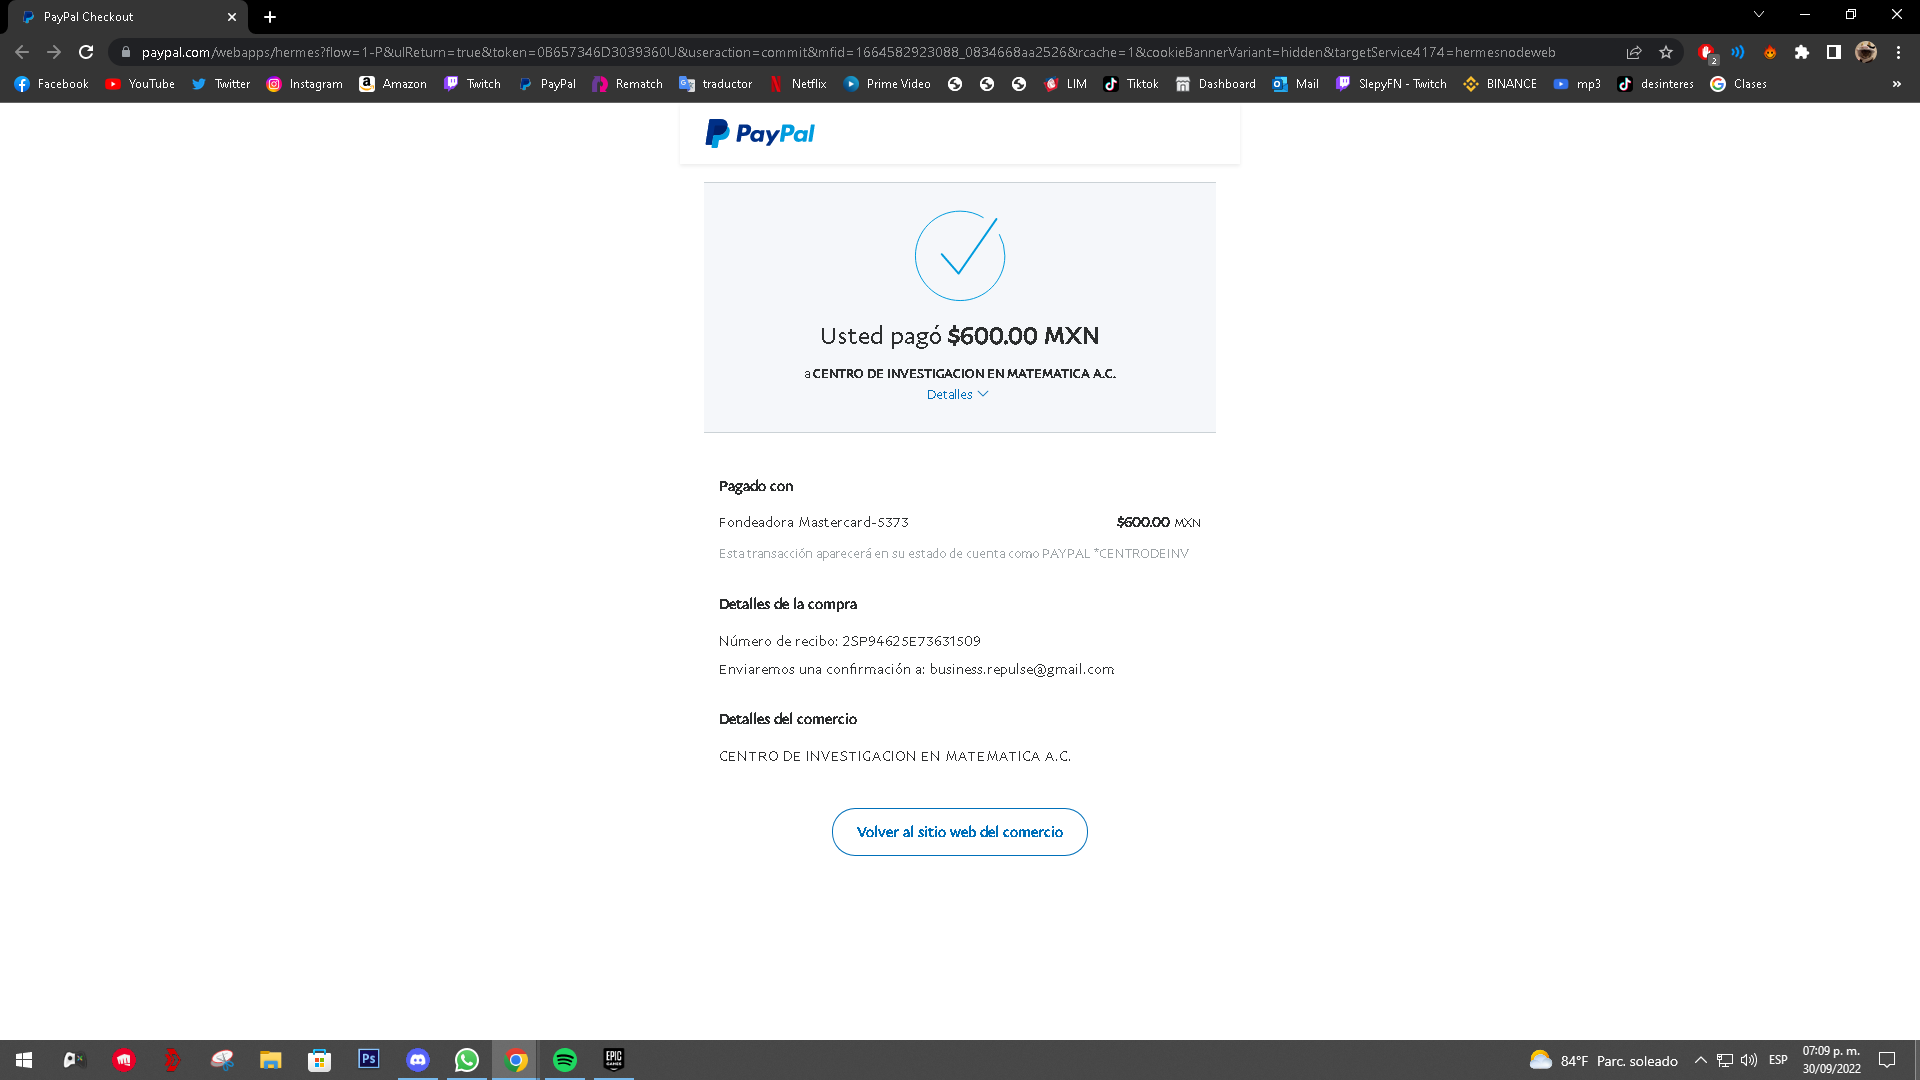 PayPal Checkout
paypal.com/webapps/hermes?flow=1-P&ulReturn=true&token=0B657346D3039360U&useraction=commit&mfid=1664582923088_0834668aa2526&rcache=1&cookieBannerVariant=hidden&targetService4174=hermesnodeweb
2
Facebook YouTube Twitter Instagram Amazon Twitch PayPal Rematch traductor Netflix Prime Video LIM Tiktok Dashboard Mail SlepyFN - Twitch BINANCE mp3 desinteres Clases »
PayPal
Usted pagó $600.00 MXN
a CENTRO DE INVESTIGACION EN MATEMATICA A.C.
Detalles
Pagado con
Fondeadora Mastercard-5373 $600.00 MXN
Esta transacción aparecerá en su estado de cuenta como PAYPAL *CENTRODEINV
Detalles de la compra
Número de recibo: 2SP94625E73631509
Enviaremos una confirmación a: business.repulse@gmail.com
Detalles del comercio
CENTRO DE INVESTIGACION EN MATEMATICA A.C.
Volver al sitio web del comercio
Ps
EPIC GAMES
84°F Parc. soleado
ESP
07:09 p. m.
30/09/2022